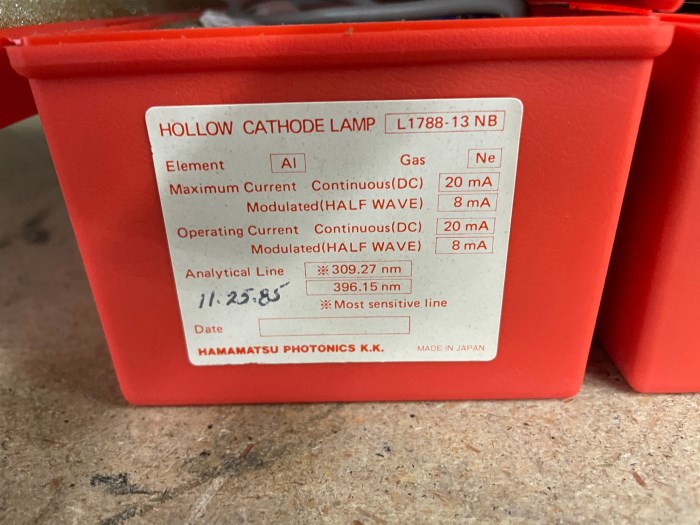 HOLLOW CATHODE LAMP L1788-13 NB
Element Al Gas Ne
Maximum Current Continuous(DC) 20 mA
Modulated(HALF WAVE) 8 mA
Operating Current Continuous(DC) 20 mA
Modulated(HALF WAVE) 8 mA
Analytical Line ※309.27 nm
396.15 nm
11.25.85 ※Most sensitive line
Date
HAMAMATSU PHOTONICS K.K. MADE IN JAPAN